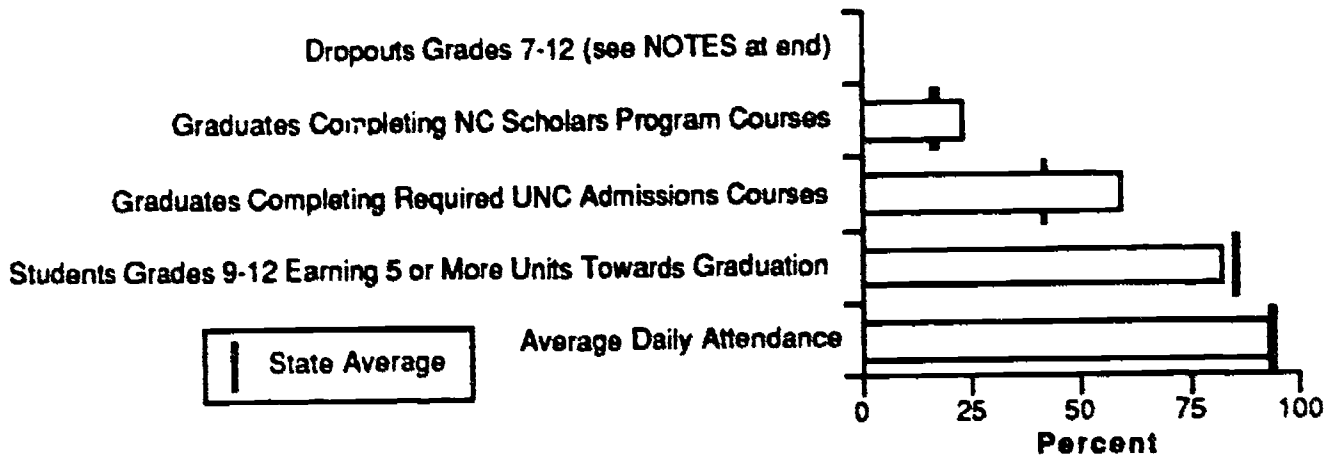 Dropouts Grades 7-12 (see NOTES at end)
Graduates Completing NC Scholars Program Courses
Graduates Completing Required UNC Admissions Courses
Students Grades 9-12 Earning 5 or More Units Towards Graduation
Average Daily Attendance
State Average
0 25 50 75 100
Percent